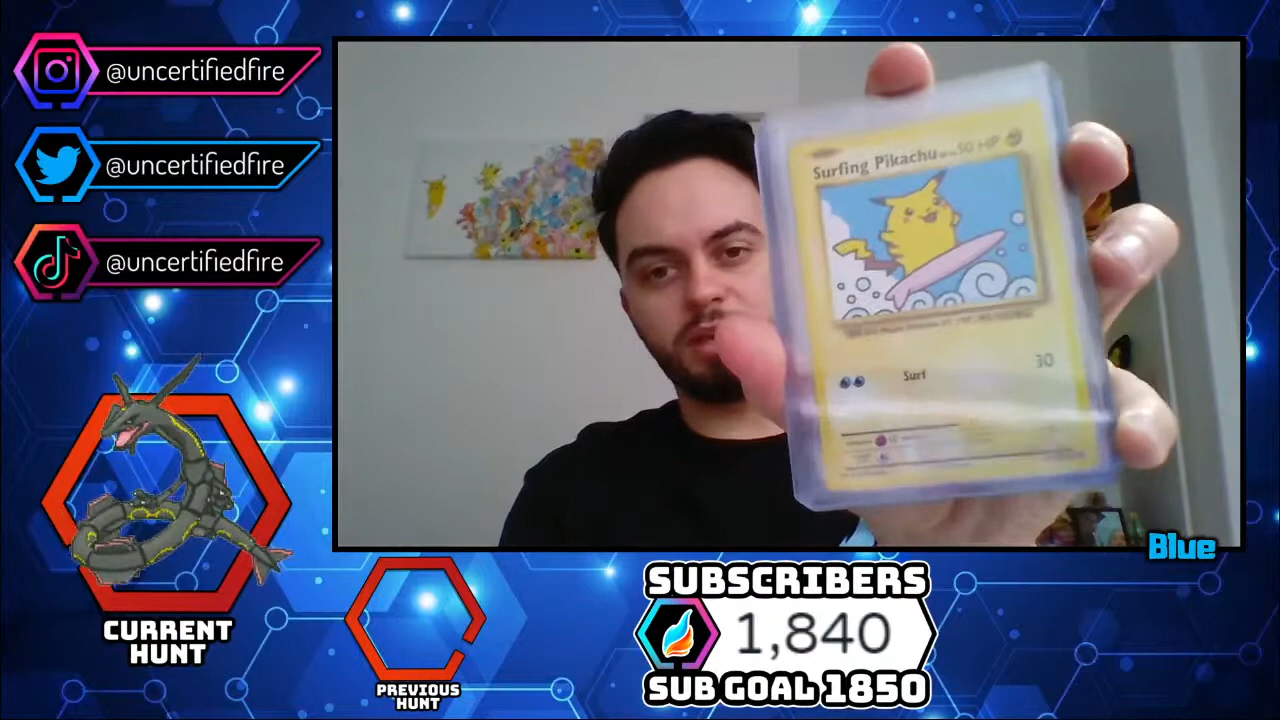 @uncertifiedfire
@uncertifiedfire
@uncertifiedfire
Surfing Pikachu
50 HP
Surf
30
Blue
CURRENT
HUNT
PREVIOUS
HUNT
SUBSCRIBERS
1,840
SUB GOAL 1850